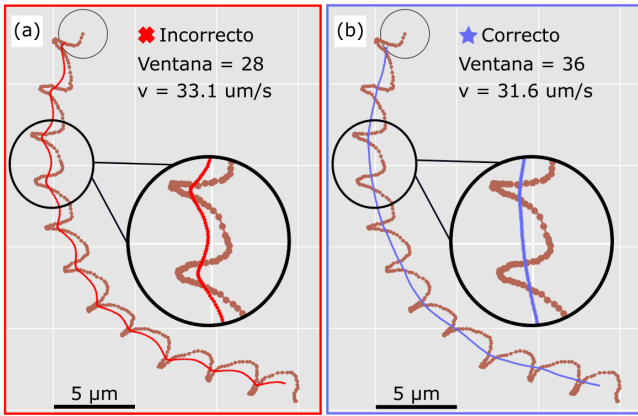 (a)
Incorrecto
Ventana = 28
v = 33.1 um/s
5 µm
(b)
Correcto
Ventana = 36
v = 31.6 um/s
5 µm